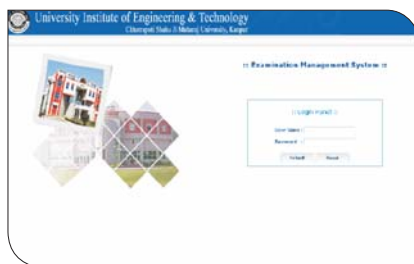 University Institute of Engineering & Technology
Chhatrapati Shahu Ji Maharaj University, Kanpur
:: Examination Management System ::
:: Login Panel ::
User Name :
Password :
Submit Reset